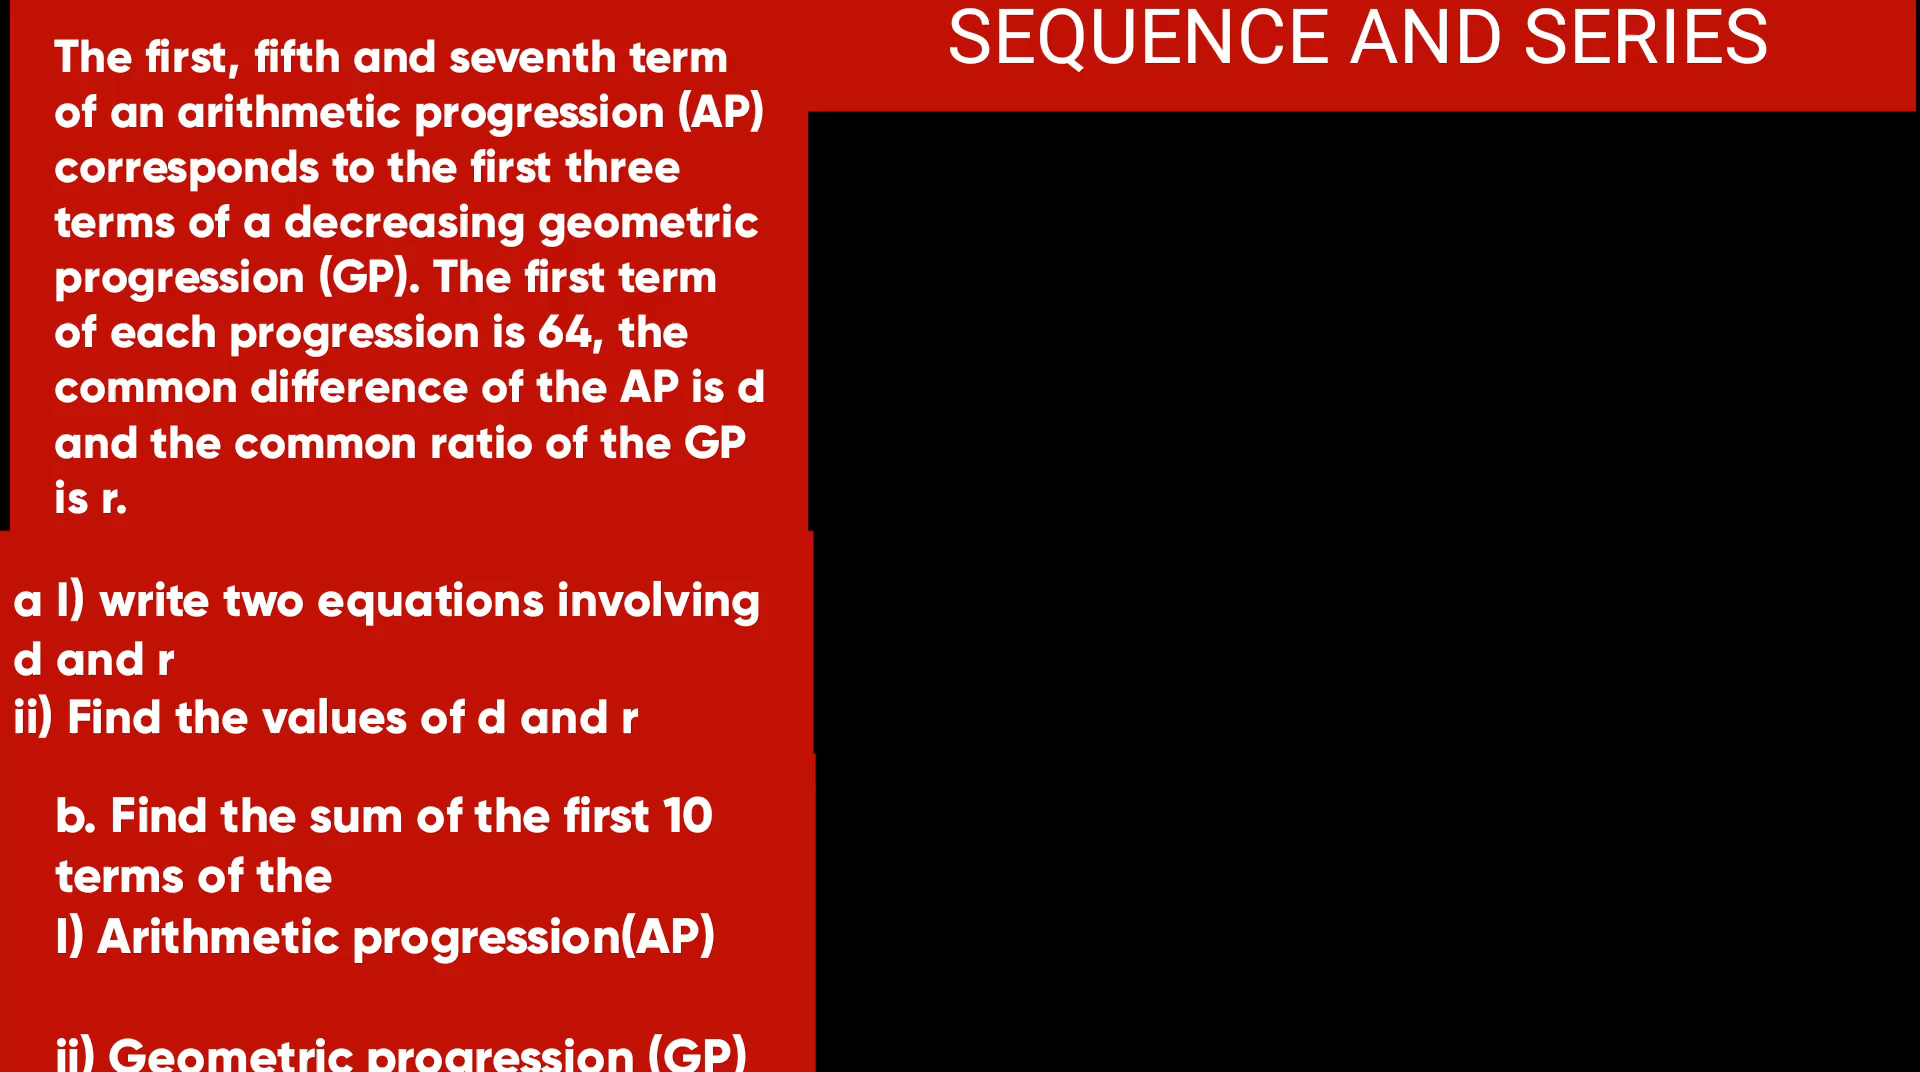 SEQUENCE AND SERIES
The first, fifth and seventh term
of an arithmetic progression (AP)
corresponds to the first three
terms of a decreasing geometric
progression (GP). The first term
of each progression is 64, the
common difference of the AP is d
and the common ratio of the GP
is r.
a I) write two equations involving
d and r
ii) Find the values of d and r
b. Find the sum of the first 10
terms of the
I) Arithmetic progression(AP)
ii) Geometric progression (GP)